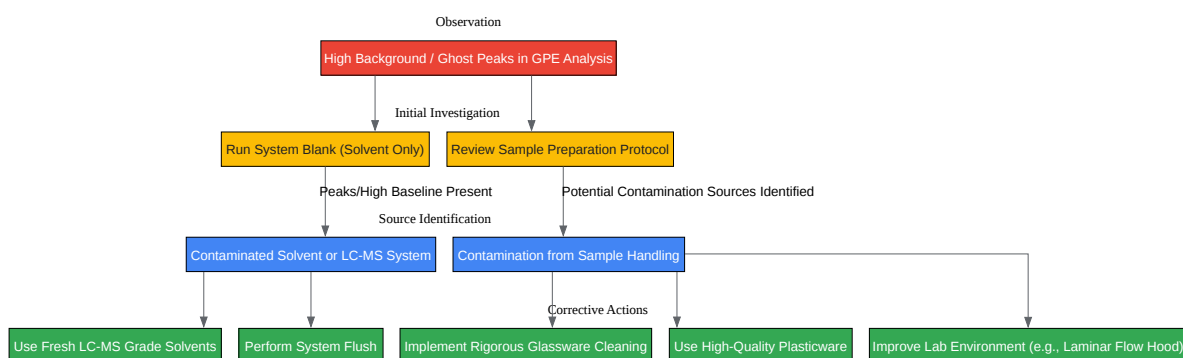 Observation
High Background / Ghost Peaks in GPE Analysis
Initial Investigation
Run System Blank (Solvent Only)
Review Sample Preparation Protocol
Peaks/High Baseline Present
Potential Contamination Sources Identified
Source Identification
Contaminated Solvent or LC-MS System
Contamination from Sample Handling
Corrective Actions
Use Fresh LC-MS Grade Solvents
Perform System Flush
Implement Rigorous Glassware Cleaning
Use High-Quality Plasticware
Improve Lab Environment (e.g., Laminar Flow Hood)